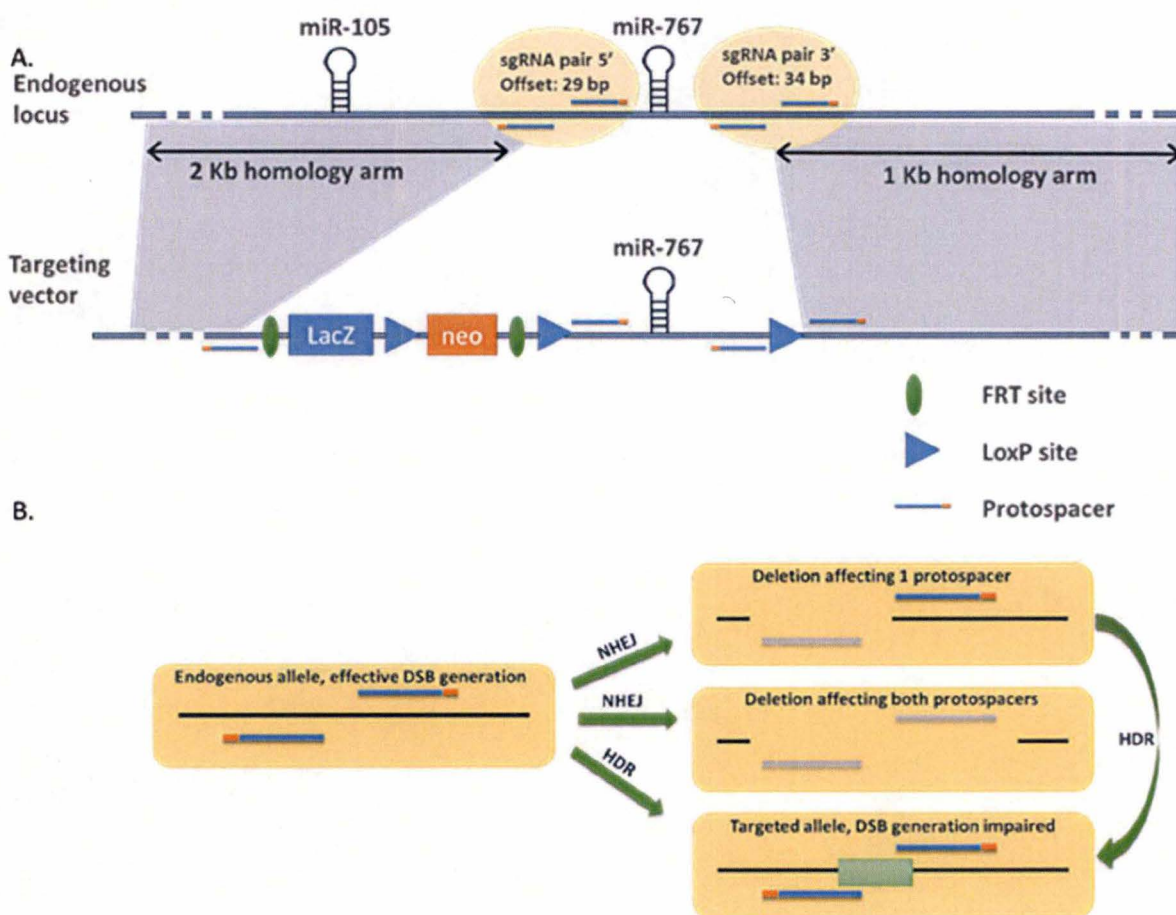 A.
Endogenous
locus
miR-105
sgRNA pair 5'
Offset: 29 bp
miR-767
sgRNA pair 3'
Offset: 34 bp
2 Kb homology arm
1 Kb homology arm
Targeting
vector
miR-767
LacZ
neo
FRT site
LoxP site
Protospacer
B.
Endogenous allele, effective DSB generation
NHEJ
NHEJ
HDR
Deletion affecting 1 protospacer
Deletion affecting both protospacers
Targeted allele, DSB generation impaired
HDR